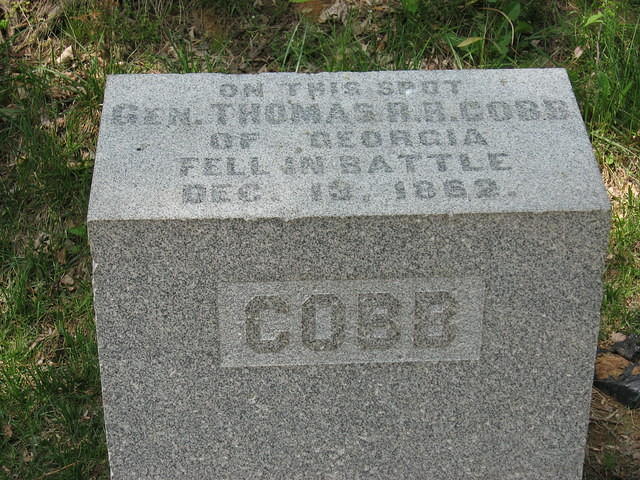 ON THIS SPOT
GEN. THOMAS R.R. COBB
OF GEORGIA
FELL IN BATTLE
DEC. 13. 1862.
COBB